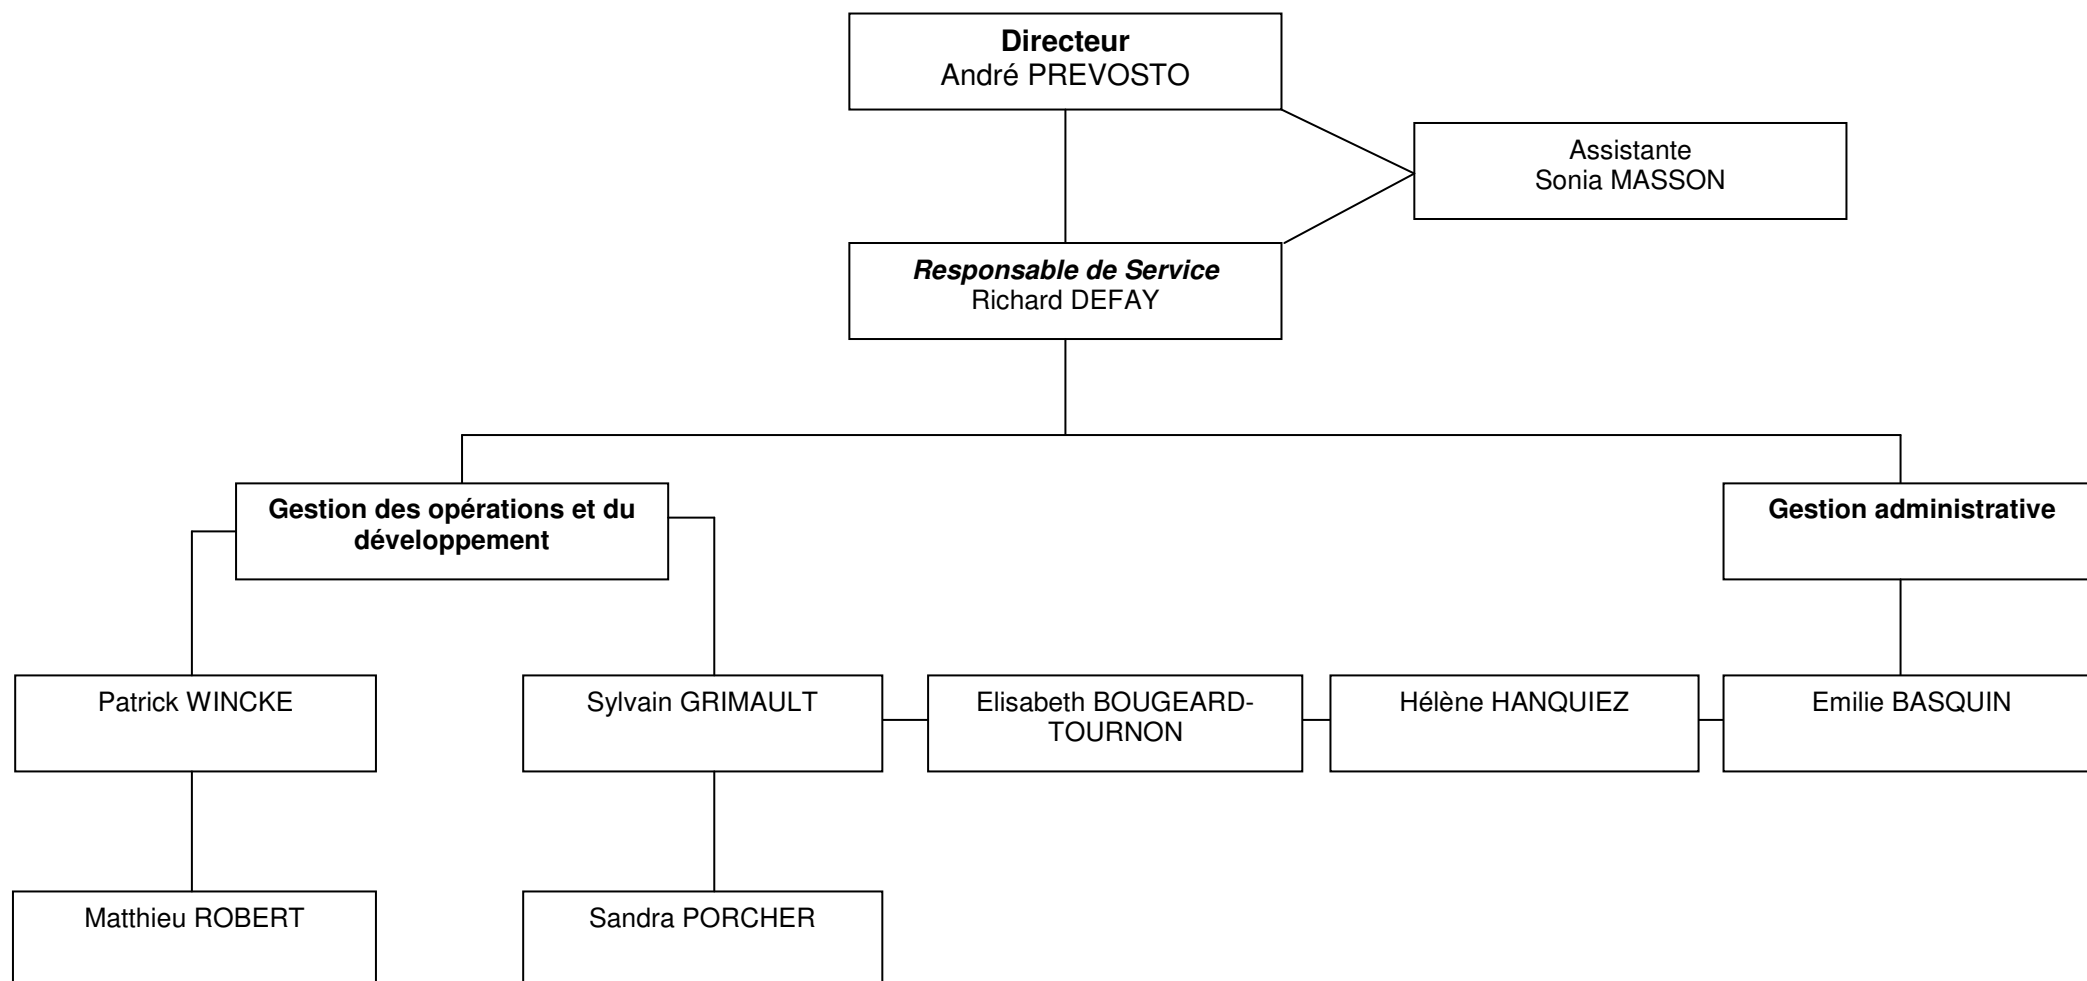 Directeur
André PREVOSTO
Assistante
Sonia MASSON
Responsable de Service
Richard DEFAY
Gestion des opérations et du
développement
Gestion administrative
Patrick WINCKE
Sylvain GRIMAULT
Elisabeth BOUGEARD-
TOURNON
Hélène HANQUIEZ
Emilie BASQUIN
Matthieu ROBERT
Sandra PORCHER